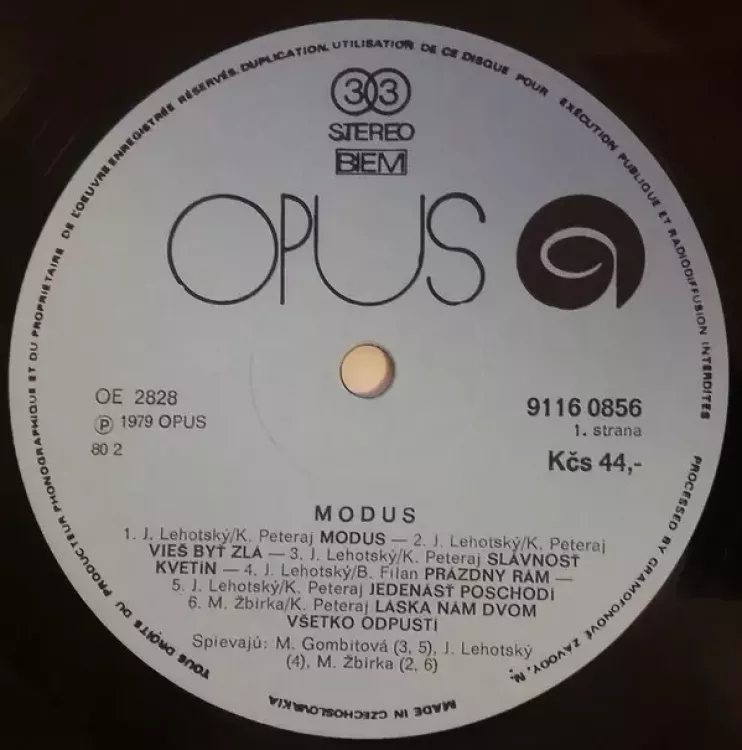 TOUS DROITS DU PRODUCTEUR PHONOGRAPHIQUE ET DU PROPRIÉTAIRE DE L'OEUVRE ENREGISTRÉE RÉSERVÉS. DUPLICATION, UTILISATION DE CE DISQUE POUR EXÉCUTION PUBLIQUE ET RADIODIFFUSION INTERDITES
33
STEREO
BIEM
OPUS
OE 2828
Ⓟ 1979 OPUS
80 2
9116 0856
1. strana
Kčs 44,-
MODUS
1. J. Lehotský/K. Peteraj MODUS — 2. J. Lehotský/K. Peteraj
VIEŠ BYŤ ZLÁ — 3. J. Lehotský/K. Peteraj SLÁVNOSŤ
KVETÍN — 4. J. Lehotský/B. Filan PRÁZDNY RÁM —
5. J. Lehotský/K. Peteraj JEDENÁSŤ POSCHODÍ
6. M. Žbirka/K. Peteraj LÁSKA NÁM DVOM
VŠETKO ODPUSTÍ
Spievajú: M. Gombitová (3, 5), J. Lehotský
(4), M. Žbirka (2, 6)
PROCESSED BY GRAMOFONOVÉ ZÁVODY, N.
MADE IN CZECHOSLOVAKIA